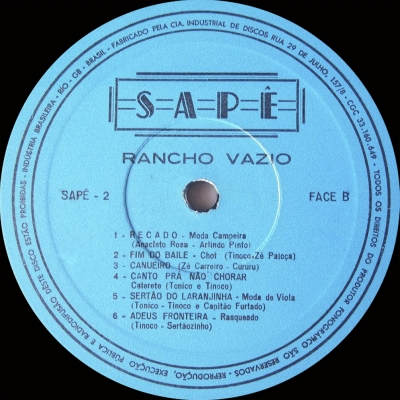 FABRICADO PELA CIA. INDUSTRIAL DE DISCOS RUA 29 DE JULHO, 157/B - CGC 33.160.649 - TODOS OS DIREITOS DO PRODUTOR FONOGRÁFICO SÃO RESERVADOS - REPRODUÇÃO, EXECUÇÃO PÚBLICA E RADIODIFUSÃO DESTE DISCO ESTÃO PROIBIDAS - INDÚSTRIA BRASILEIRA - RIO - GB - BRASIL -
SAPÊ
RANCHO VAZIO
SAPÊ - 2
FACE B
1 - RECADO - Moda Campeira
(Anacleto Rosa - Arlindo Pinto)
2 - FIM DO BAILE - Chot (Tinoco-Zé Paioça)
3 - CANUEIRO (Zé Carreiro - Cururu)
4 - CANTO PRÁ NÃO CHORAR
Caterete (Tonico e Tinoco)
5 - SERTÃO DO LARANJINHA - Moda de Viola
(Tonico - Tinoco e Capitão Furtado)
6 - ADEUS FRONTEIRA - Rasqueado
(Tinoco - Sertãozinho)